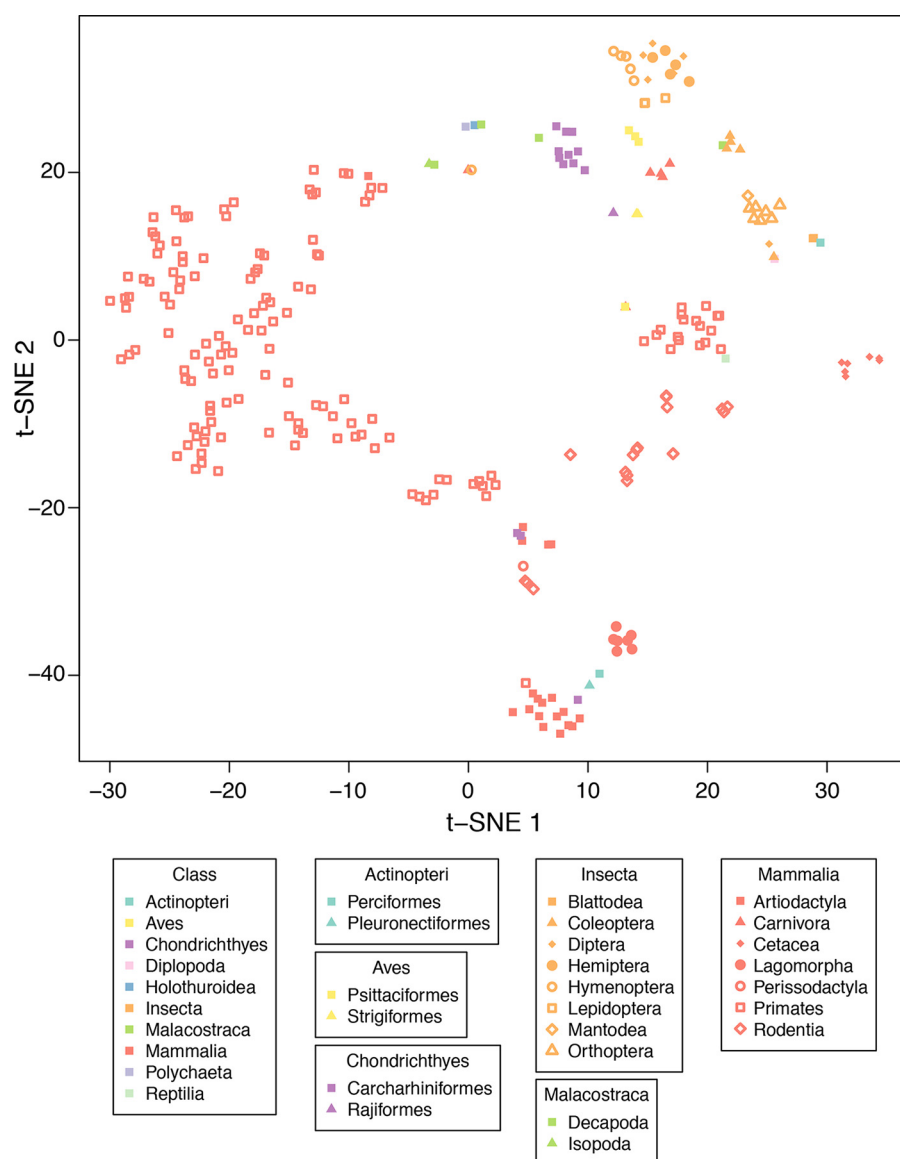 20
0
−20
−40
t−SNE 2
−30
−20
−10
0
10
20
30
t−SNE 1
Class
Actinopteri
Aves
Chondrichthyes
Diplopoda
Holothuroidea
Insecta
Malacostraca
Mammalia
Polychaeta
Reptilia
Actinopteri
Perciformes
Pleuronectiformes
Aves
Psittaciformes
Strigiformes
Chondrichthyes
Carcharhiniformes
Rajiformes
Insecta
Blattodea
Coleoptera
Diptera
Hemiptera
Hymenoptera
Lepidoptera
Mantodea
Orthoptera
Malacostraca
Decapoda
Isopoda
Mammalia
Artiodactyla
Carnivora
Cetacea
Lagomorpha
Perissodactyla
Primates
Rodentia